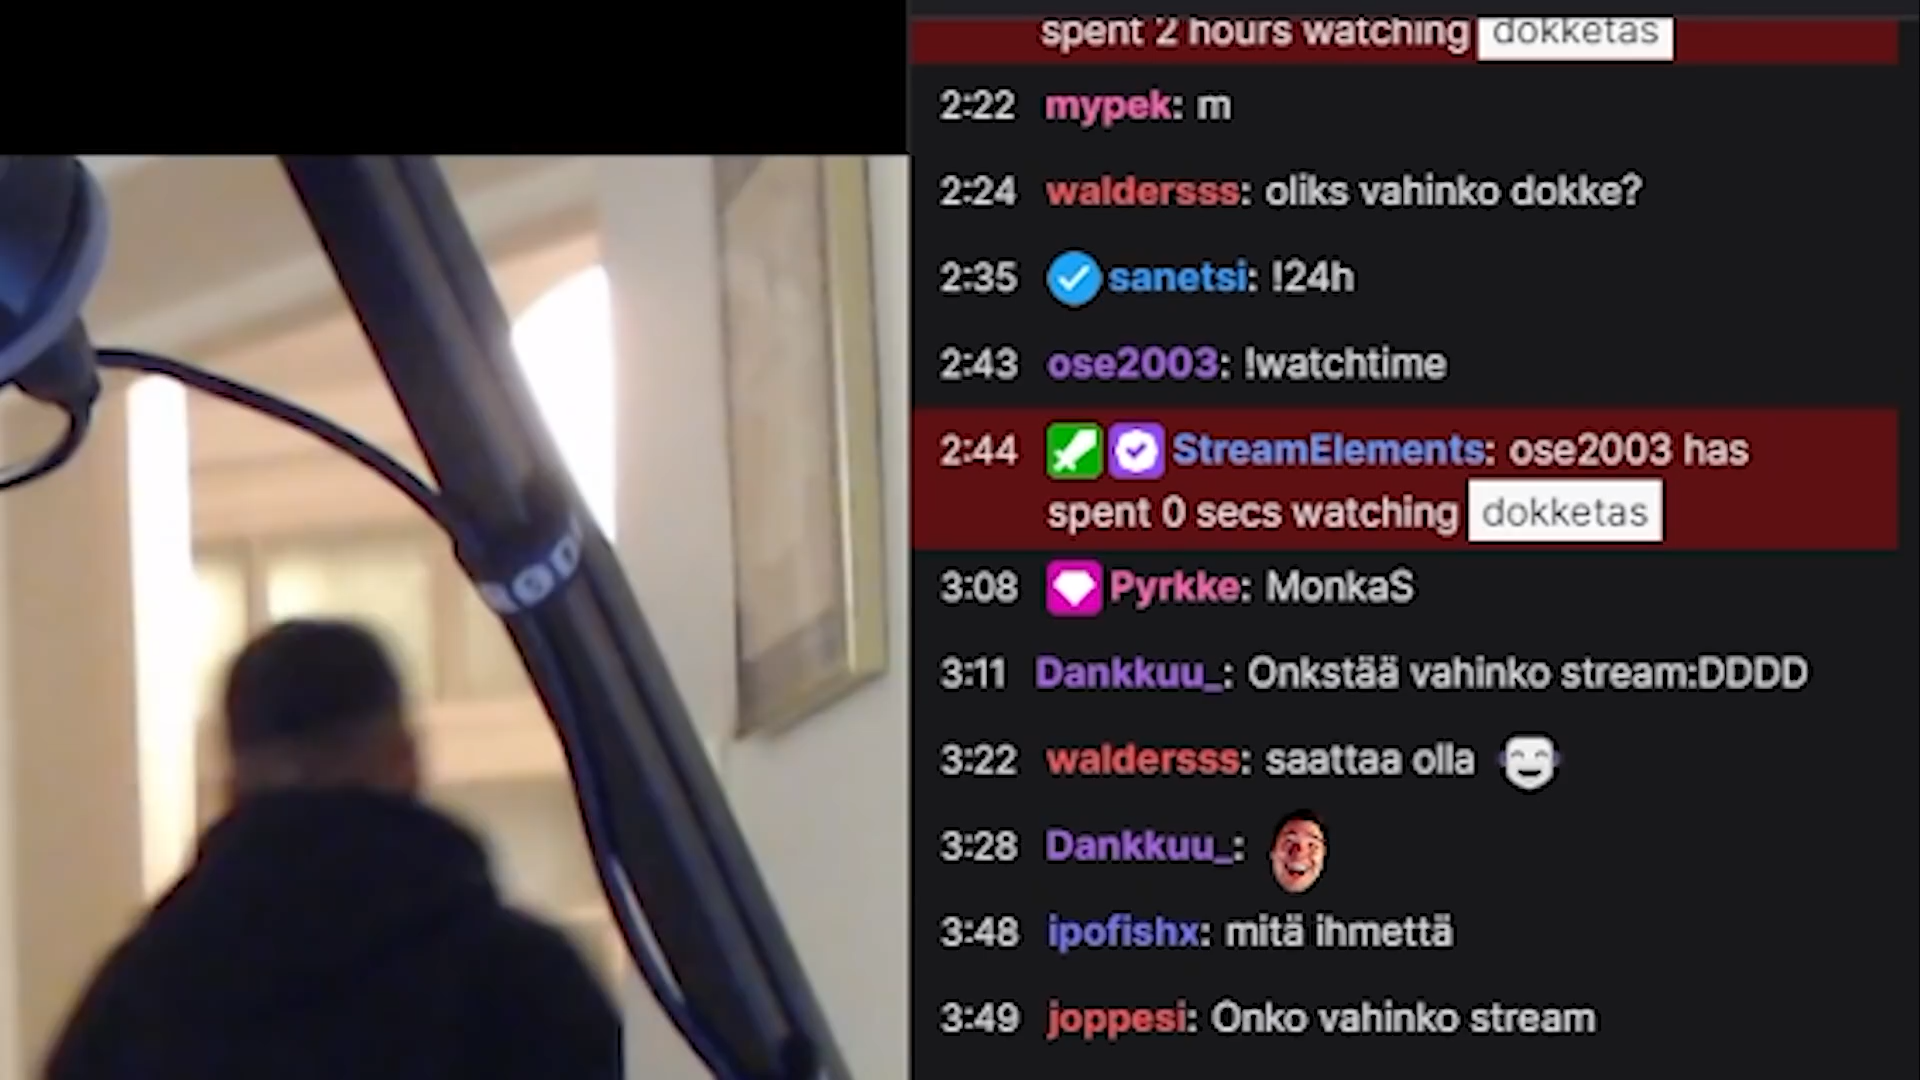 spent 2 hours watching dokketas
2:22 mypek: m
2:24 waldersss: oliks vahinko dokke?
2:35 sanetsi: !24h
2:43 ose2003: !watchtime
2:44 StreamElements: ose2003 has
spent 0 secs watching dokketas
3:08 Pyrkke: MonkaS
3:11 Dankkuu_: Onkstää vahinko stream:DDDD
3:22 waldersss: saattaa olla
3:28 Dankkuu_:
3:48 ipofishx: mitä ihmettä
3:49 joppesi: Onko vahinko stream